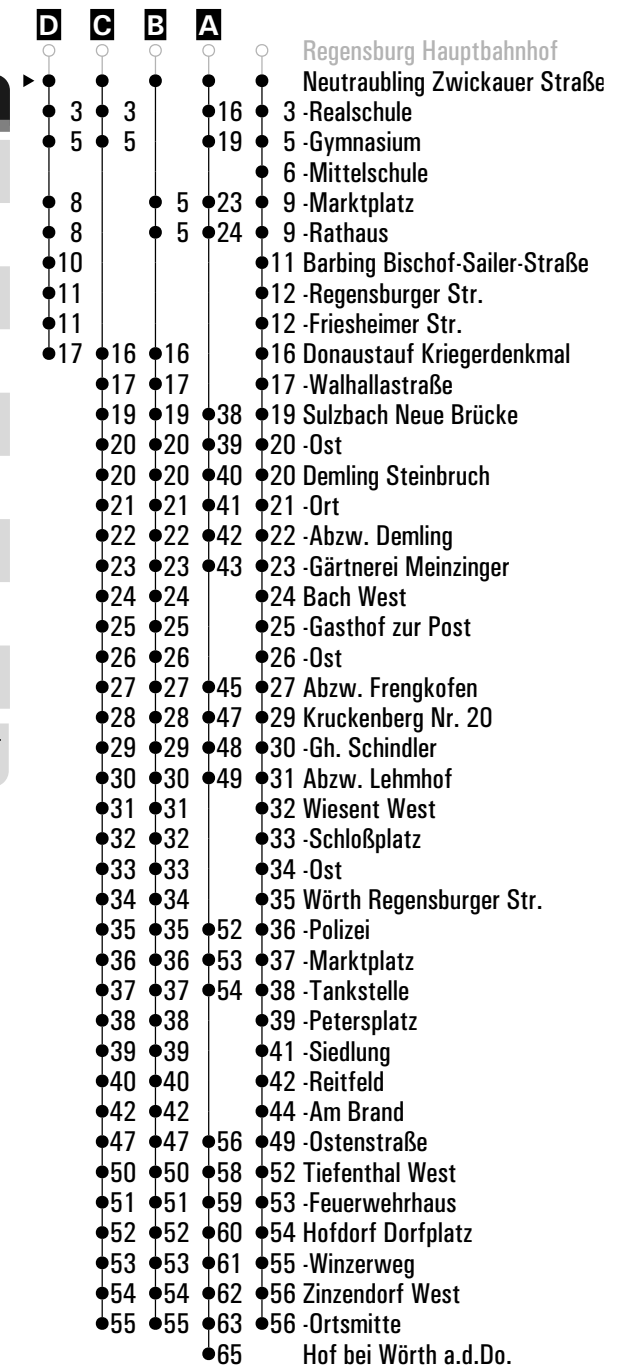 D C B A
Regensburg Hauptbahnhof
Neutraubling Zwickauer Straße
3 3 16 3 -Realschule
5 5 19 5 -Gymnasium
6 -Mittelschule
8 5 23 9 -Marktplatz
8 5 24 9 -Rathaus
10 11 Barbing Bischof-Sailer-Straße
11 12 -Regensburger Str.
11 12 -Friesheimer Str.
17 16 16 16 Donaustauf Kriegerdenkmal
17 17 17 -Walhallastraße
19 19 38 19 Sulzbach Neue Brücke
20 20 39 20 -Ost
20 20 40 20 Demling Steinbruch
21 21 41 21 -Ort
22 22 42 22 -Abzw. Demling
23 23 43 23 -Gärtnerei Meinzinger
24 24 24 Bach West
25 25 25 -Gasthof zur Post
26 26 26 -Ost
27 27 45 27 Abzw. Frengkofen
28 28 47 29 Kruckenberg Nr. 20
29 29 48 30 -Gh. Schindler
30 30 49 31 Abzw. Lehmhof
31 31 32 Wiesent West
32 32 33 -Schloßplatz
33 33 34 -Ost
34 34 35 Wörth Regensburger Str.
35 35 52 36 -Polizei
36 36 53 37 -Marktplatz
37 37 54 38 -Tankstelle
38 38 39 -Petersplatz
39 39 41 -Siedlung
40 40 42 -Reitfeld
42 42 44 -Am Brand
47 47 56 49 -Ostenstraße
50 50 58 52 Tiefenthal West
51 51 59 53 -Feuerwehrhaus
52 52 60 54 Hofdorf Dorfplatz
53 53 61 55 -Winzerweg
54 54 62 56 Zinzendorf West
55 55 63 56 -Ortsmitte
65 Hof bei Wörth a.d.Do.